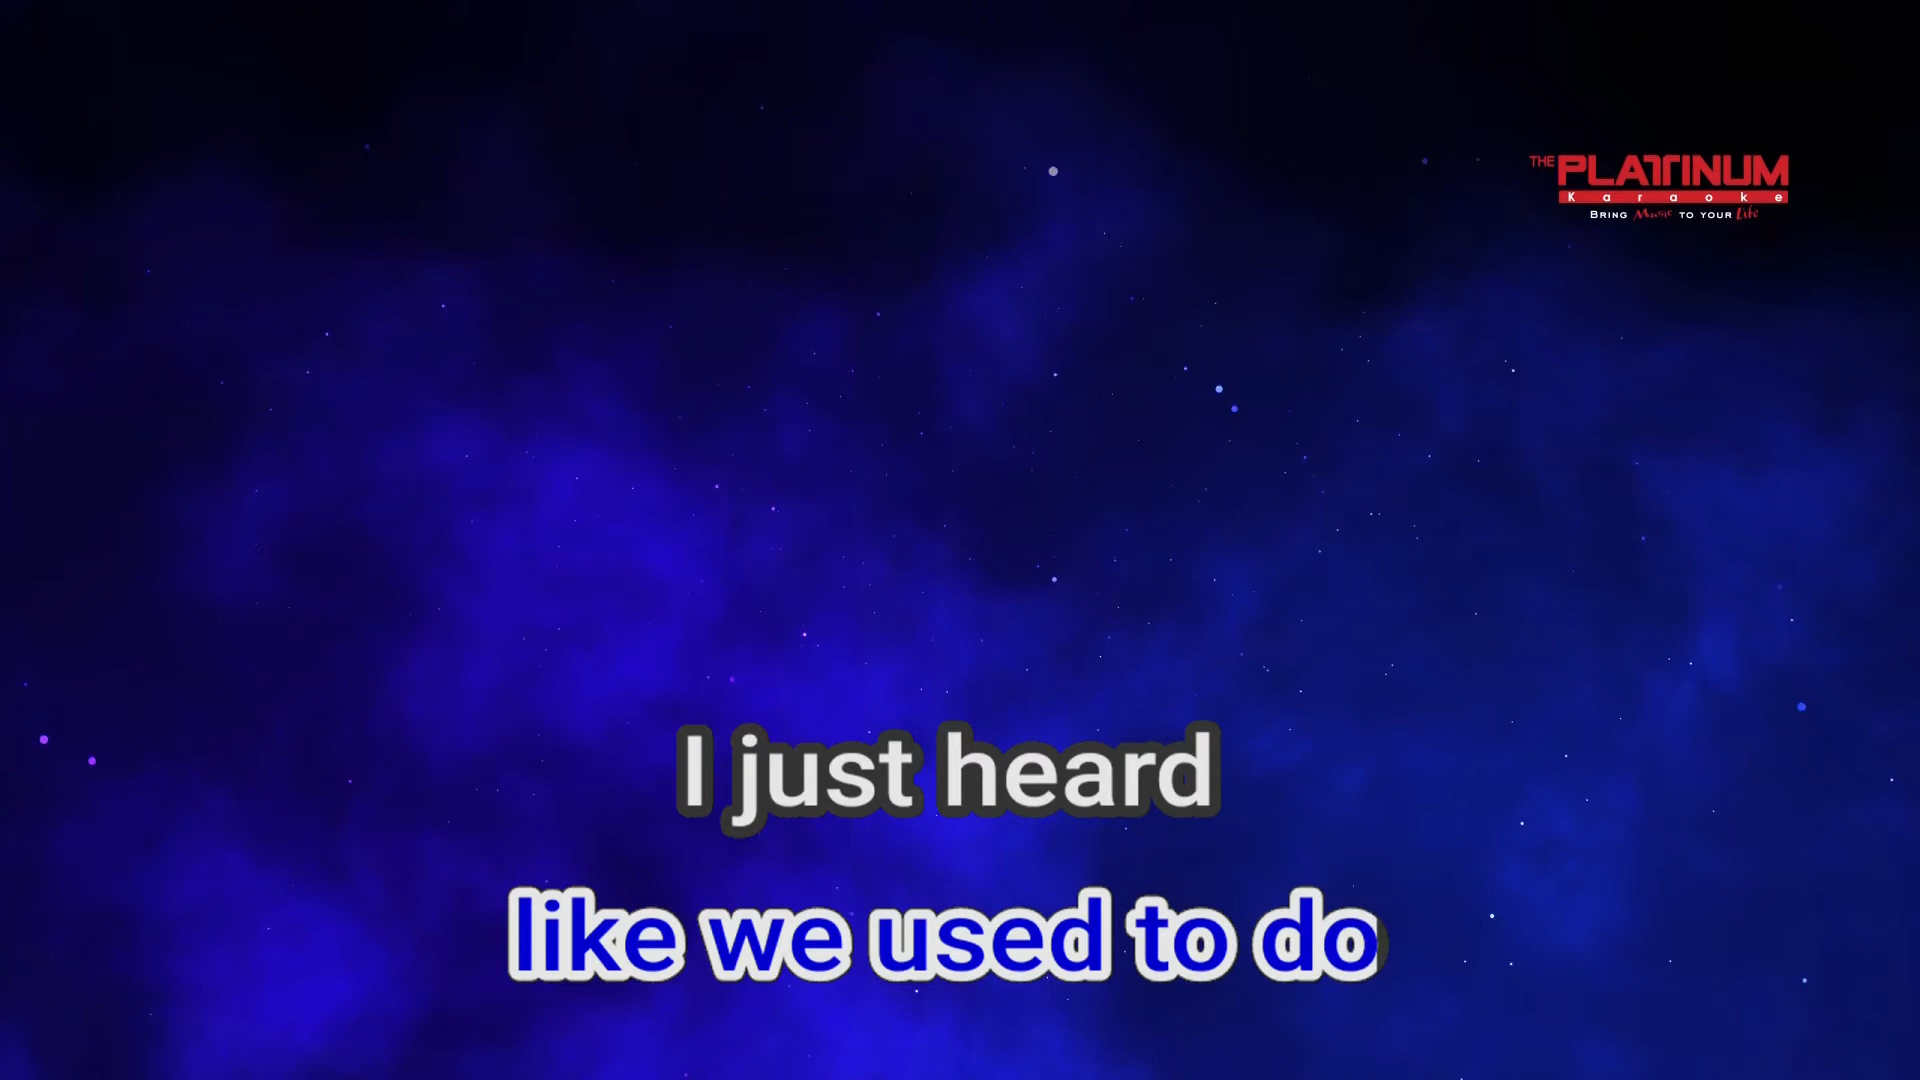 THE PLATINUM
Karaoke
BRING Music TO YOUR Life
I just heard
like we used to do